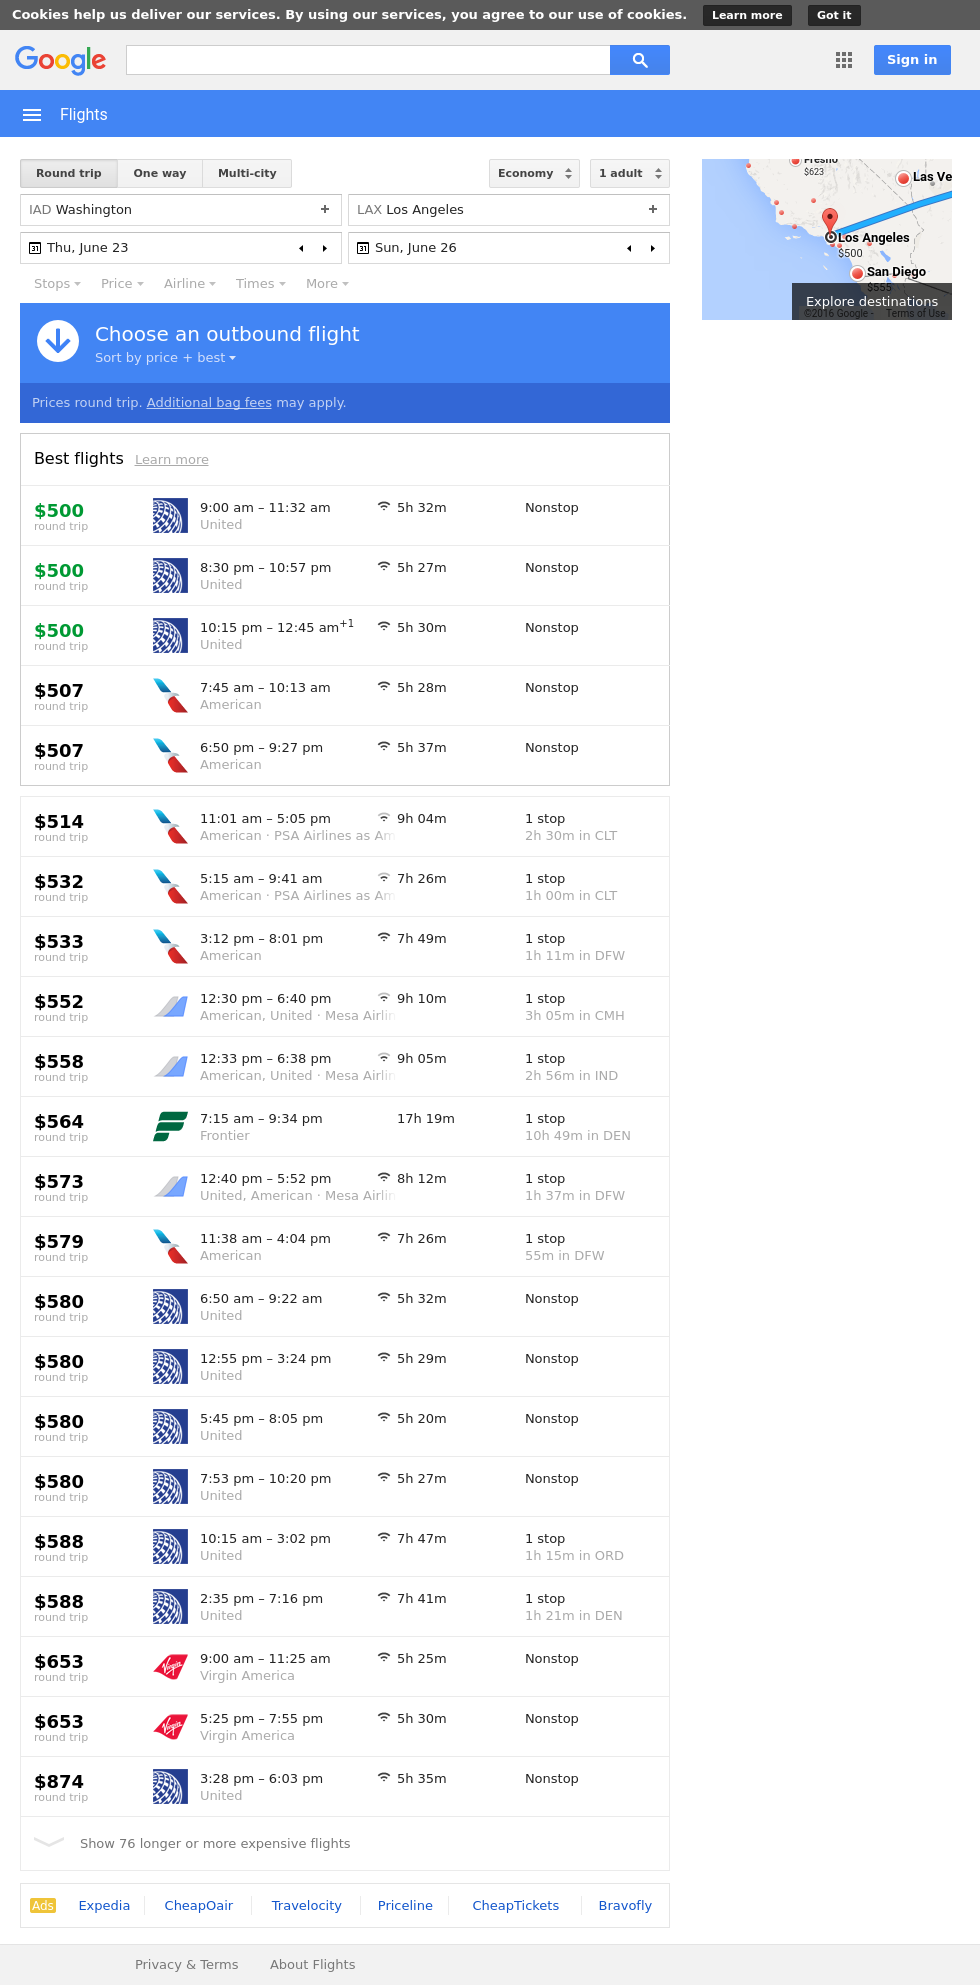 Cookies help us deliver our services. By using our services, you agree to our use of cookies. Learn more Got it
Google Sign in
Flights
Round trip One way Multi-city Economy 1 adult
IAD Washington + LAX Los Angeles +
31 Thu, June 23 31 Sun, June 26
Stops Price Airline Times More
Fresno
$623
Las Ve
Los Angeles
$500
San Diego
$555
Explore destinations
©2016 Google - Terms of Use
Choose an outbound flight
Sort by price + best
Prices round trip. Additional bag fees may apply.
Best flights Learn more
$500 9:00 am – 11:32 am 5h 32m Nonstop
round trip United
$500 8:30 pm – 10:57 pm 5h 27m Nonstop
round trip United
$500 10:15 pm – 12:45 am+1 5h 30m Nonstop
round trip United
$507 7:45 am – 10:13 am 5h 28m Nonstop
round trip American
$507 6:50 pm – 9:27 pm 5h 37m Nonstop
round trip American
$514 11:01 am – 5:05 pm 9h 04m 1 stop
round trip American · PSA Airlines as Am 2h 30m in CLT
$532 5:15 am – 9:41 am 7h 26m 1 stop
round trip American · PSA Airlines as Am 1h 00m in CLT
$533 3:12 pm – 8:01 pm 7h 49m 1 stop
round trip American 1h 11m in DFW
$552 12:30 pm – 6:40 pm 9h 10m 1 stop
round trip American, United · Mesa Airlin 3h 05m in CMH
$558 12:33 pm – 6:38 pm 9h 05m 1 stop
round trip American, United · Mesa Airlin 2h 56m in IND
$564 7:15 am – 9:34 pm 17h 19m 1 stop
round trip Frontier 10h 49m in DEN
$573 12:40 pm – 5:52 pm 8h 12m 1 stop
round trip United, American · Mesa Airlin 1h 37m in DFW
$579 11:38 am – 4:04 pm 7h 26m 1 stop
round trip American 55m in DFW
$580 6:50 am – 9:22 am 5h 32m Nonstop
round trip United
$580 12:55 pm – 3:24 pm 5h 29m Nonstop
round trip United
$580 5:45 pm – 8:05 pm 5h 20m Nonstop
round trip United
$580 7:53 pm – 10:20 pm 5h 27m Nonstop
round trip United
$588 10:15 am – 3:02 pm 7h 47m 1 stop
round trip United 1h 15m in ORD
$588 2:35 pm – 7:16 pm 7h 41m 1 stop
round trip United 1h 21m in DEN
$653 9:00 am – 11:25 am 5h 25m Nonstop
round trip Virgin Virgin America
$653 5:25 pm – 7:55 pm 5h 30m Nonstop
round trip Virgin Virgin America
$874 3:28 pm – 6:03 pm 5h 35m Nonstop
round trip United
Show 76 longer or more expensive flights
Ads Expedia CheapOair Travelocity Priceline CheapTickets Bravofly
Privacy & Terms About Flights